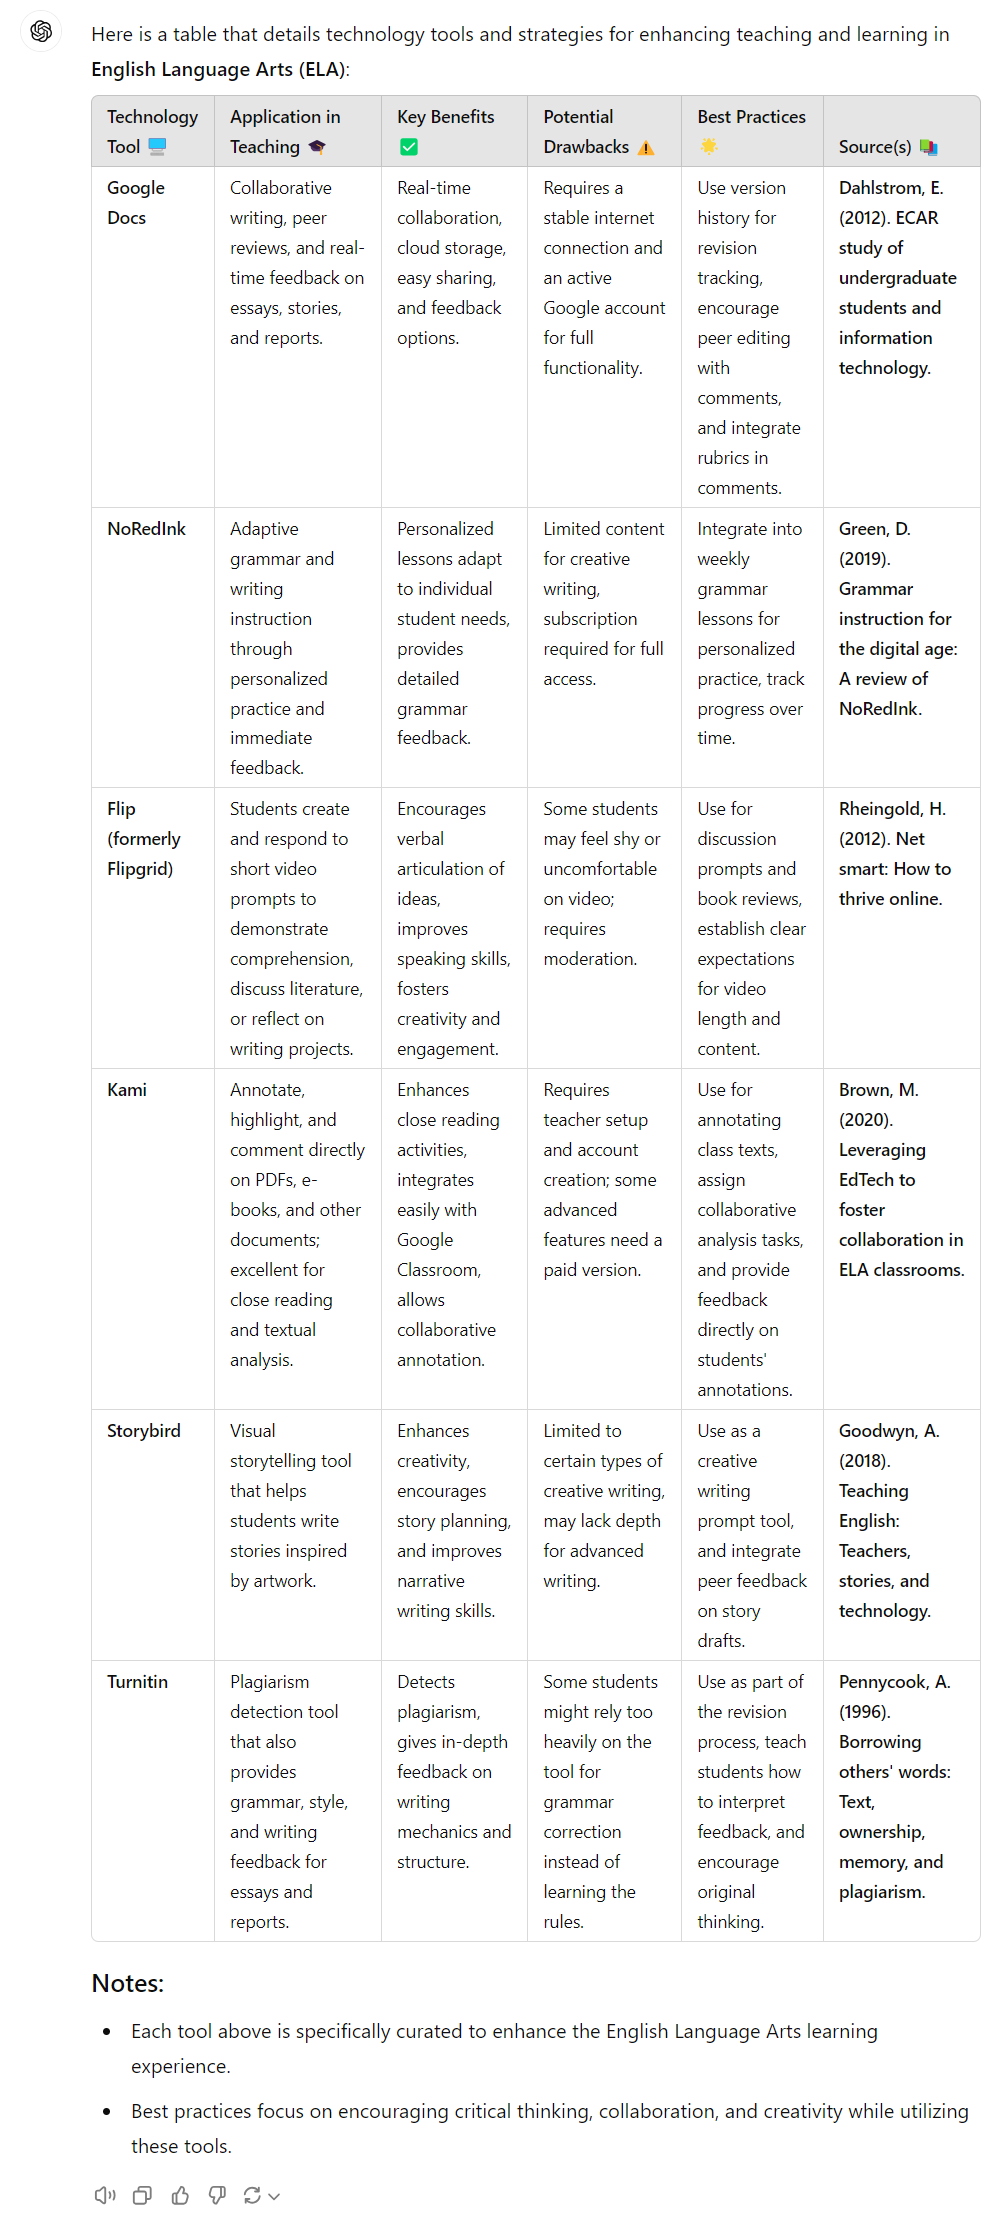 Here is a table that details technology tools and strategies for enhancing teaching and learning in
English Language Arts (ELA):
Technology
Tool
Application in
Teaching
Key Benefits
Potential
Drawbacks
Best Practices
Source(s)
Google
Docs
Collaborative
writing, peer
reviews, and real-
time feedback on
essays, stories,
and reports.
Real-time
collaboration,
cloud storage,
easy sharing,
and feedback
options.
Requires a
stable internet
connection and
an active
Google account
for full
functionality.
Use version
history for
revision
tracking,
encourage
peer editing
with
comments,
and integrate
rubrics in
comments.
Dahlstrom, E.
(2012). ECAR
study of
undergraduate
students and
information
technology.
NoRedInk
Adaptive
grammar and
writing
instruction
through
personalized
practice and
immediate
feedback.
Personalized
lessons adapt
to individual
student needs,
provides
detailed
grammar
feedback.
Limited content
for creative
writing,
subscription
required for full
access.
Integrate into
weekly
grammar
lessons for
personalized
practice, track
progress over
time.
Green, D.
(2019).
Grammar
instruction for
the digital age:
A review of
NoRedInk.
Flip
(formerly
Flipgrid)
Students create
and respond to
short video
prompts to
demonstrate
comprehension,
discuss literature,
or reflect on
writing projects.
Encourages
verbal
articulation of
ideas,
improves
speaking skills,
fosters
creativity and
engagement.
Some students
may feel shy or
uncomfortable
on video;
requires
moderation.
Use for
discussion
prompts and
book reviews,
establish clear
expectations
for video
length and
content.
Rheingold, H.
(2012). Net
smart: How to
thrive online.
Kami
Annotate,
highlight, and
comment directly
on PDFs, e-
books, and other
documents;
excellent for
close reading
and textual
analysis.
Enhances
close reading
activities,
integrates
easily with
Google
Classroom,
allows
collaborative
annotation.
Requires
teacher setup
and account
creation; some
advanced
features need a
paid version.
Use for
annotating
class texts,
assign
collaborative
analysis tasks,
and provide
feedback
directly on
students'
annotations.
Brown, M.
(2020).
Leveraging
EdTech to
foster
collaboration in
ELA classrooms.
Storybird
Visual
storytelling tool
that helps
students write
stories inspired
by artwork.
Enhances
creativity,
encourages
story planning,
and improves
narrative
writing skills.
Limited to
certain types of
creative writing,
may lack depth
for advanced
writing.
Use as a
creative
writing
prompt tool,
and integrate
peer feedback
on story
drafts.
Goodwyn, A.
(2018).
Teaching
English:
Teachers,
stories, and
technology.
Turnitin
Plagiarism
detection tool
that also
provides
grammar, style,
and writing
feedback for
essays and
reports.
Detects
plagiarism,
gives in-depth
feedback on
writing
mechanics and
structure.
Some students
might rely too
heavily on the
tool for
grammar
correction
instead of
learning the
rules.
Use as part of
the revision
process, teach
students how
to interpret
feedback, and
encourage
original
thinking.
Pennycook, A.
(1996).
Borrowing
others' words:
Text,
ownership,
memory, and
plagiarism.
Notes:
Each tool above is specifically curated to enhance the English Language Arts learning
experience.
Best practices focus on encouraging critical thinking, collaboration, and creativity while utilizing
these tools.